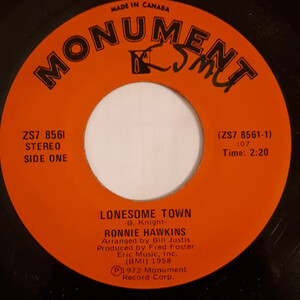 MADE IN CANADA
MONUMENT
ZS7 8561
STEREO
SIDE ONE
(ZS7 8561-1)
:07
Time: 2:20
LONESOME TOWN
-B. Knight-
RONNIE HAWKINS
Arranged by Bill Justis
Produced by Fred Foster
Eric Music, Inc.
(BMI) 1958
Ⓟ 1972 Monument
Record Corp.